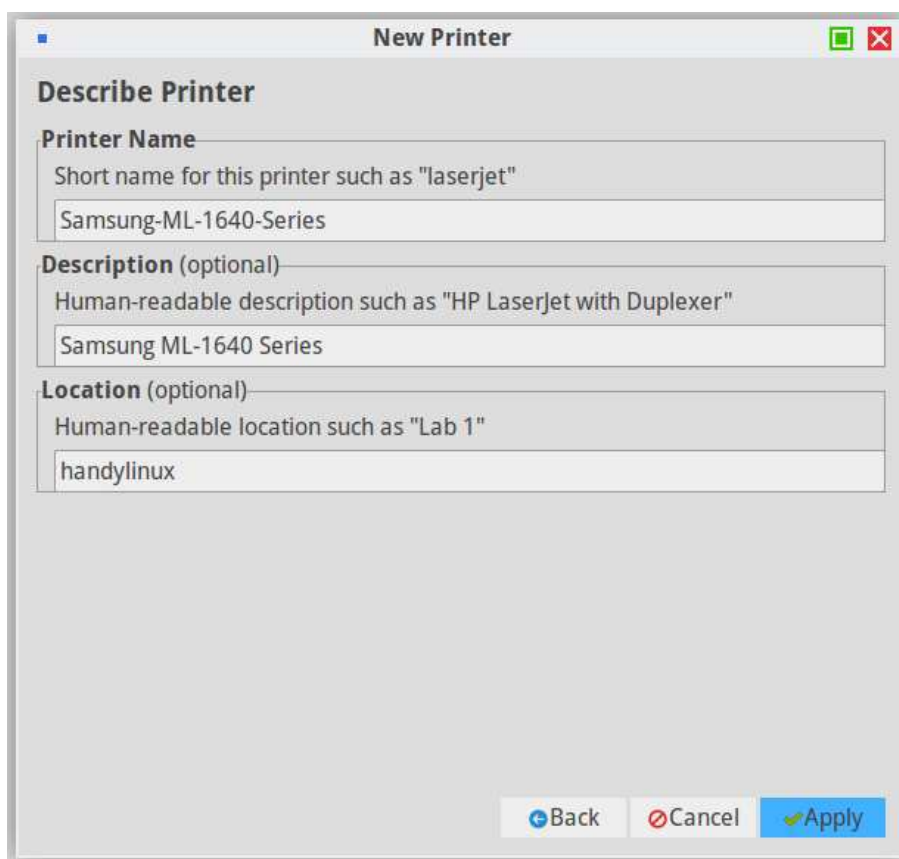 New Printer
Describe Printer
Printer Name
Short name for this printer such as "laserjet"
Samsung-ML-1640-Series
Description (optional)
Human-readable description such as "HP LaserJet with Duplexer"
Samsung ML-1640 Series
Location (optional)
Human-readable location such as "Lab 1"
handylinux
Back Cancel Apply